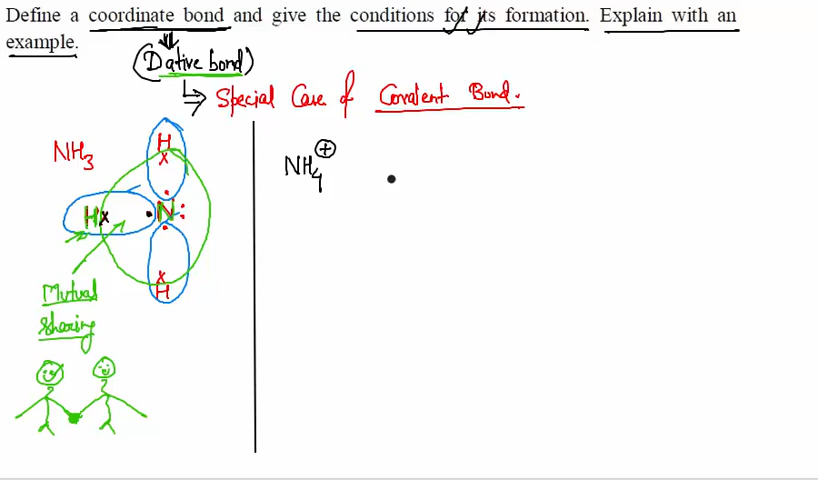 Define a coordinate bond and give the conditions for its formation. Explain with an
example.
(Dative bond)
Special Case of Covalent Bond.
NH3
H
x
NH4+
Hx • :N:
x
H
Mutual
Sharing